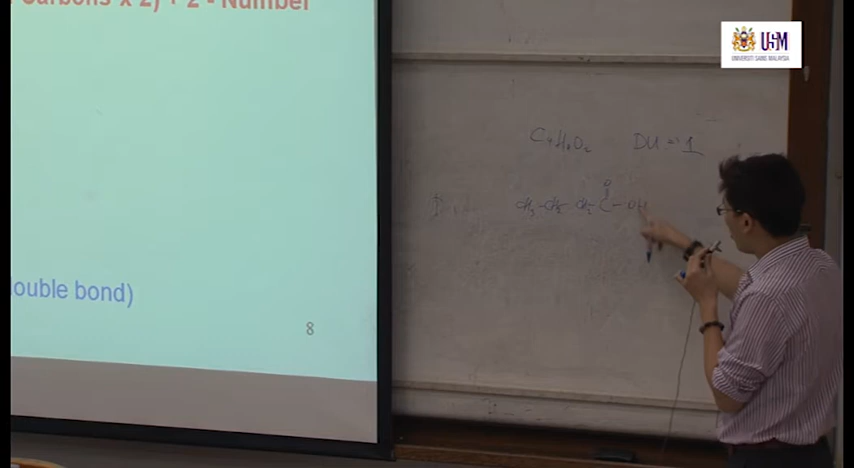 Carbons x 2) + 2 - Number
ouble bond)
8
USM
UNIVERSITI SAINS MALAYSIA
C4H8O2 DU = 1
O
CH3-CH2-CH2-C-OH